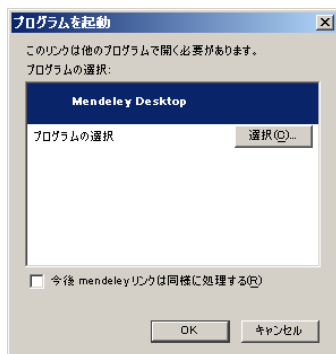 プログラムを起動
このリンクは他のプログラムで開く必要があります。
プログラムの選択:
Mendeley Desktop
プログラムの選択
選択(C)...
今後 mendeley リンクは同様に処理する(R)
OK
キャンセル